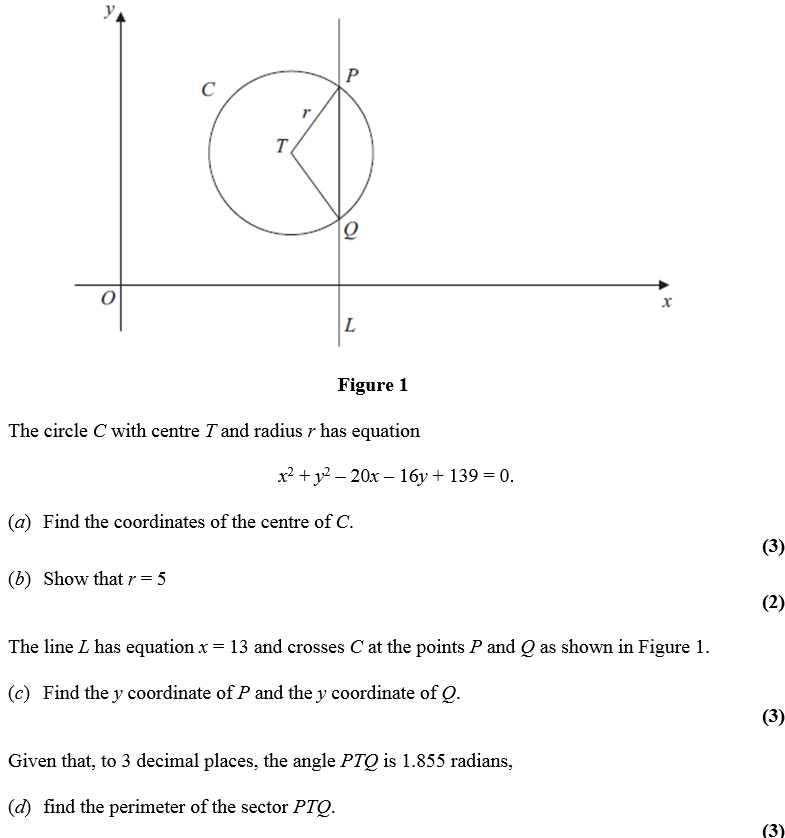 y
C
P
r
T
Q
O
x
L
Figure 1
The circle C with centre T and radius r has equation
x² + y² – 20x – 16y + 139 = 0.
(a) Find the coordinates of the centre of C.
(3)
(b) Show that r = 5
(2)
The line L has equation x = 13 and crosses C at the points P and Q as shown in Figure 1.
(c) Find the y coordinate of P and the y coordinate of Q.
(3)
Given that, to 3 decimal places, the angle PTQ is 1.855 radians,
(d) find the perimeter of the sector PTQ.
(3)